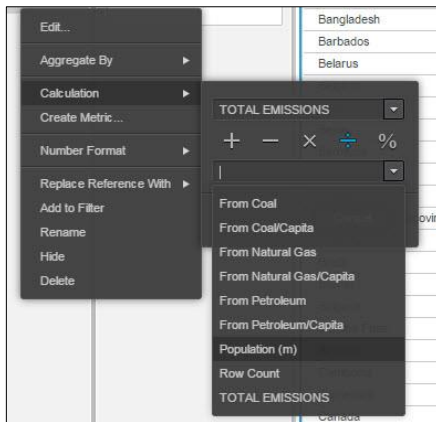 Edit...
Aggregate By
Calculation
Create Metric...
Number Format
Replace Reference With
Add to Filter
Rename
Hide
Delete
TOTAL EMISSIONS
+ − × ÷ %
From Coal
From Coal/Capita
From Natural Gas
From Natural Gas/Capita
From Petroleum
From Petroleum/Capita
Population (m)
Row Count
TOTAL EMISSIONS
Bangladesh
Barbados
Belarus
Canada